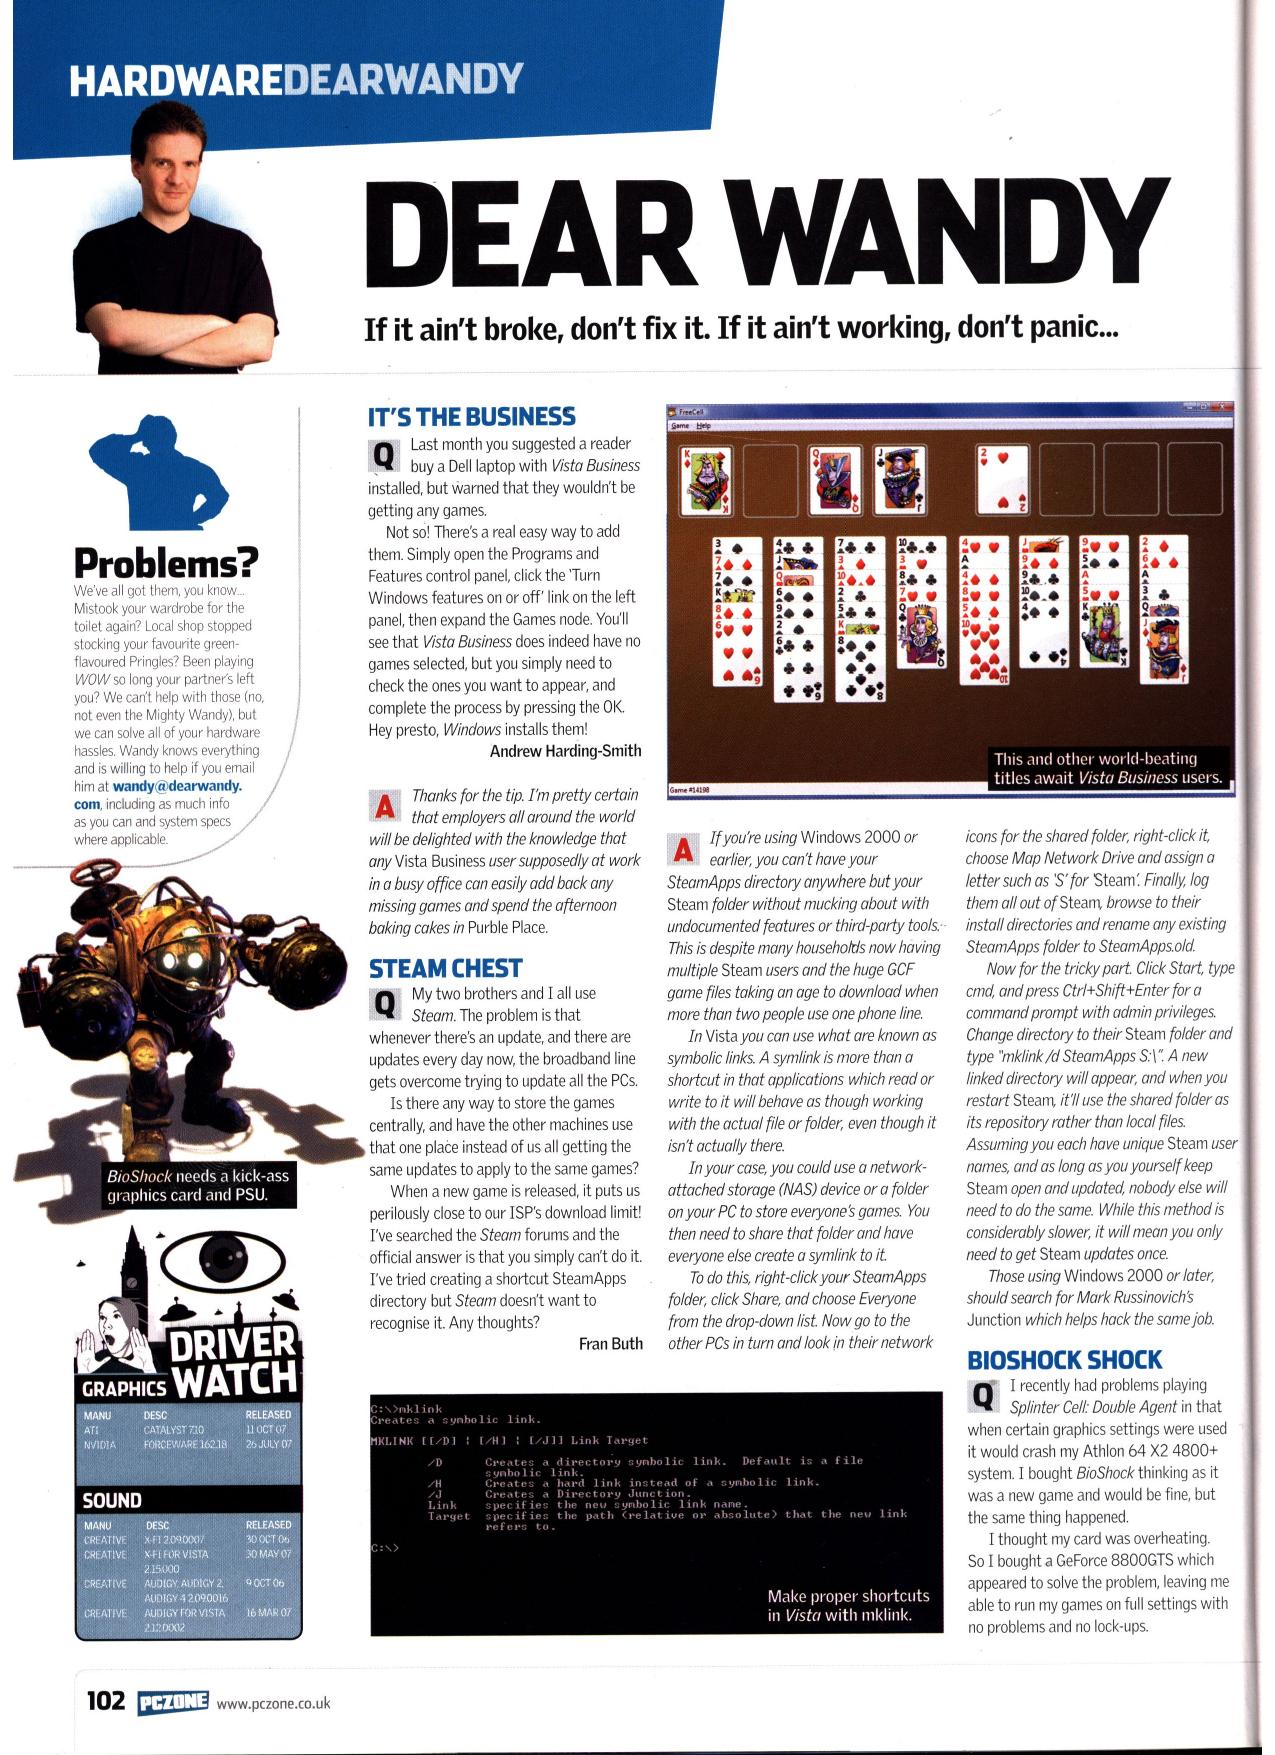 HARDWAREDEARWANDY
DEAR WANDY
If it ain't broke, don't fix it. If it ain't working, don't panic...
Problems?
We've all got them, you know...
Mistook your wardrobe for the
toilet again? Local shop stopped
stocking your favourite green-
flavoured Pringles? Been playing
WOW so long your partner's left
you? We can't help with those (no,
not even the Mighty Wandy), but
we can solve all of your hardware
hassles. Wandy knows everything
and is willing to help if you email
him at wandy@dearwandy.
com, including as much info
as you can and system specs
where applicable.
BioShock needs a kick-ass
graphics card and PSU.
DRIVER
WATCH
GRAPHICS
MANU DESC RELEASED
ATI CATALYST 7.10 11 OCT 07
NVIDIA FORCEWARE 162.18 26 JULY 07
SOUND
MANU DESC RELEASED
CREATIVE X-FI 2.09.0007 30 OCT 06
CREATIVE X-FI FOR VISTA 30 MAY 07
2.15.000
CREATIVE AUDIGY, AUDIGY 2, 9 OCT 06
AUDIGY 4 2.09.0016
CREATIVE AUDIGY FOR VISTA 16 MAR 07
2.12.0002
IT'S THE BUSINESS
Q Last month you suggested a reader
buy a Dell laptop with Vista Business
installed, but warned that they wouldn't be
getting any games.
Not so! There's a real easy way to add
them. Simply open the Programs and
Features control panel, click the 'Turn
Windows features on or off' link on the left
panel, then expand the Games node. You'll
see that Vista Business does indeed have no
games selected, but you simply need to
check the ones you want to appear, and
complete the process by pressing the OK.
Hey presto, Windows installs them!
Andrew Harding-Smith
A Thanks for the tip. I'm pretty certain
that employers all around the world
will be delighted with the knowledge that
any Vista Business user supposedly at work
in a busy office can easily add back any
missing games and spend the afternoon
baking cakes in Purble Place.
STEAM CHEST
Q My two brothers and I all use
Steam. The problem is that
whenever there's an update, and there are
updates every day now, the broadband line
gets overcome trying to update all the PCs.
Is there any way to store the games
centrally, and have the other machines use
that one place instead of us all getting the
same updates to apply to the same games?
When a new game is released, it puts us
perilously close to our ISP's download limit!
I've searched the Steam forums and the
official answer is that you simply can't do it.
I've tried creating a shortcut SteamApps
directory but Steam doesn't want to
recognise it. Any thoughts?
Fran Buth
FreeCell
Game Help
Game #14198
This and other world-beating
titles await Vista Business users.
A If you're using Windows 2000 or
earlier, you can't have your
SteamApps directory anywhere but your
Steam folder without mucking about with
undocumented features or third-party tools.
This is despite many households now having
multiple Steam users and the huge GCF
game files taking an age to download when
more than two people use one phone line.
In Vista you can use what are known as
symbolic links. A symlink is more than a
shortcut in that applications which read or
write to it will behave as though working
with the actual file or folder, even though it
isn't actually there.
In your case, you could use a network-
attached storage (NAS) device or a folder
on your PC to store everyone's games. You
then need to share that folder and have
everyone else create a symlink to it.
To do this, right-click your SteamApps
folder, click Share, and choose Everyone
from the drop-down list. Now go to the
other PCs in turn and look in their network
icons for the shared folder, right-click it,
choose Map Network Drive and assign a
letter such as 'S' for 'Steam'. Finally, log
them all out of Steam, browse to their
install directories and rename any existing
SteamApps folder to SteamApps.old.
Now for the tricky part. Click Start, type
cmd, and press Ctrl+Shift+Enter for a
command prompt with admin privileges.
Change directory to their Steam folder and
type "mklink /d SteamApps S:\". A new
linked directory will appear, and when you
restart Steam, it'll use the shared folder as
its repository rather than local files.
Assuming you each have unique Steam user
names, and as long as you yourself keep
Steam open and updated, nobody else will
need to do the same. While this method is
considerably slower, it will mean you only
need to get Steam updates once.
Those using Windows 2000 or later,
should search for Mark Russinovich's
Junction which helps hack the same job.
C:\>mklink
Creates a symbolic link.
MKLINK [[/D] | [/H] | [/J]] Link Target
/D Creates a directory symbolic link. Default is a file
symbolic link.
/H Creates a hard link instead of a symbolic link.
/J Creates a Directory Junction.
Link specifies the new symbolic link name.
Target specifies the path (relative or absolute) that the new link
refers to.
C:\>
Make proper shortcuts
in Vista with mklink.
BIOSHOCK SHOCK
Q I recently had problems playing
Splinter Cell: Double Agent in that
when certain graphics settings were used
it would crash my Athlon 64 X2 4800+
system. I bought BioShock thinking as it
was a new game and would be fine, but
the same thing happened.
I thought my card was overheating.
So I bought a GeForce 8800GTS which
appeared to solve the problem, leaving me
able to run my games on full settings with
no problems and no lock-ups.
102 PCZONE www.pczone.co.uk